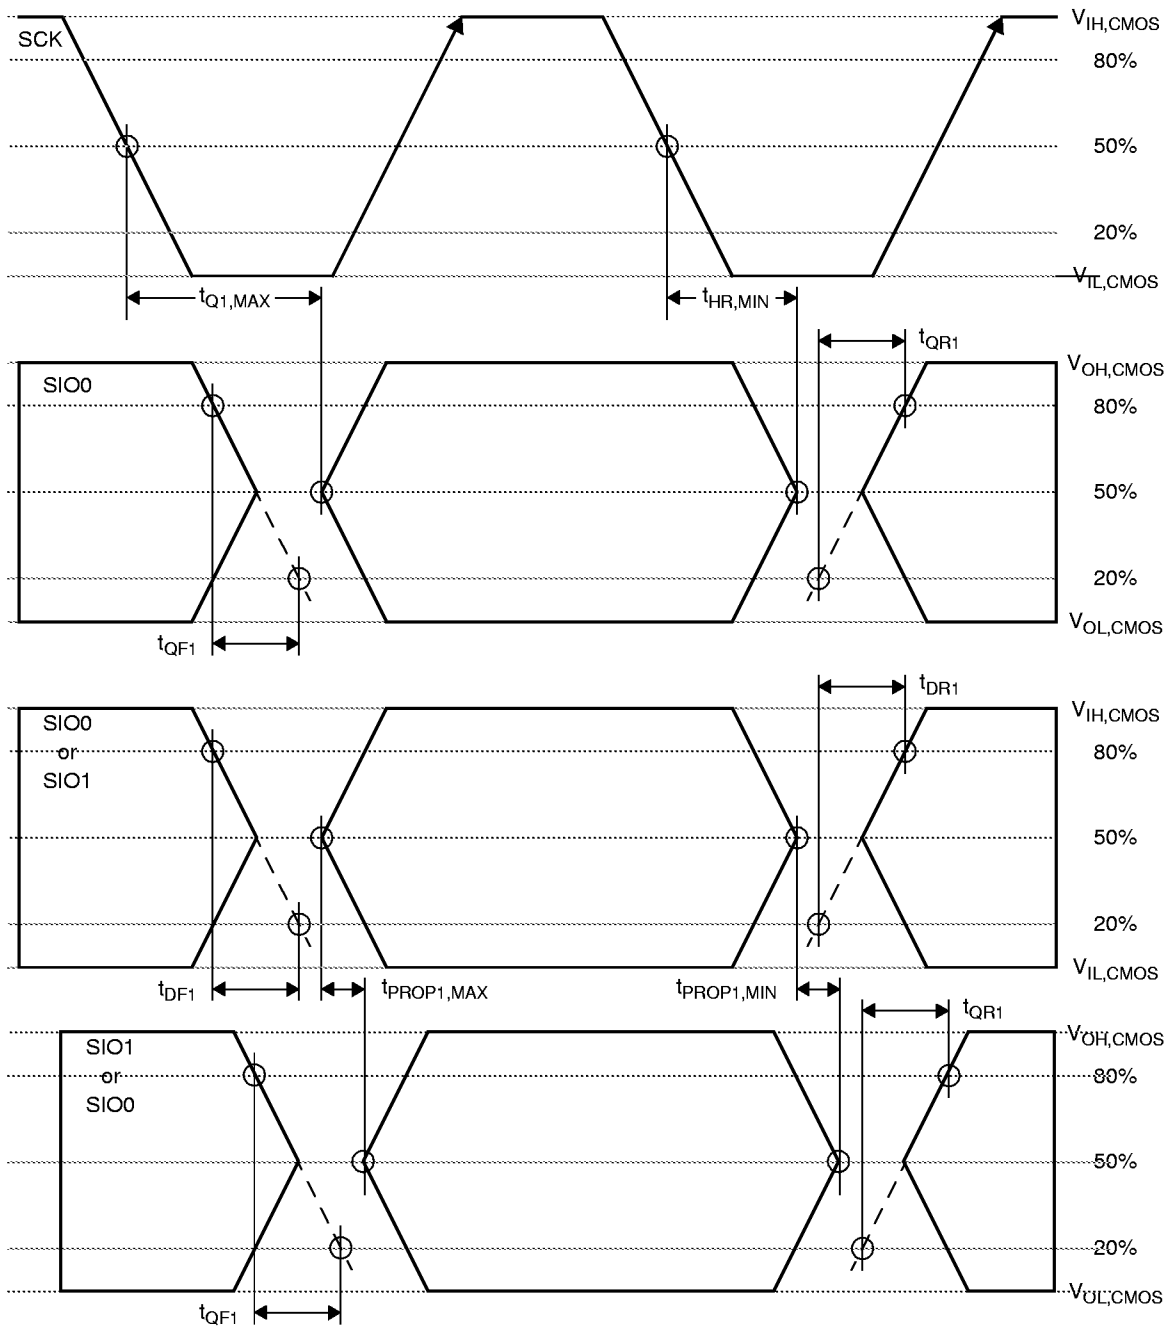 SCK
V_IH,CMOS
80%
50%
20%
V_IL,CMOS
t_Q1,MAX
t_HR,MIN
t_QR1
SIO0
V_OH,CMOS
80%
50%
20%
V_OL,CMOS
t_QF1
t_DR1
SIO0
or
SIO1
V_IH,CMOS
80%
50%
20%
V_IL,CMOS
t_DF1
t_PROP1,MAX
t_PROP1,MIN
t_QR1
SIO1
or
SIO0
V_OH,CMOS
80%
50%
20%
V_OL,CMOS
t_QF1